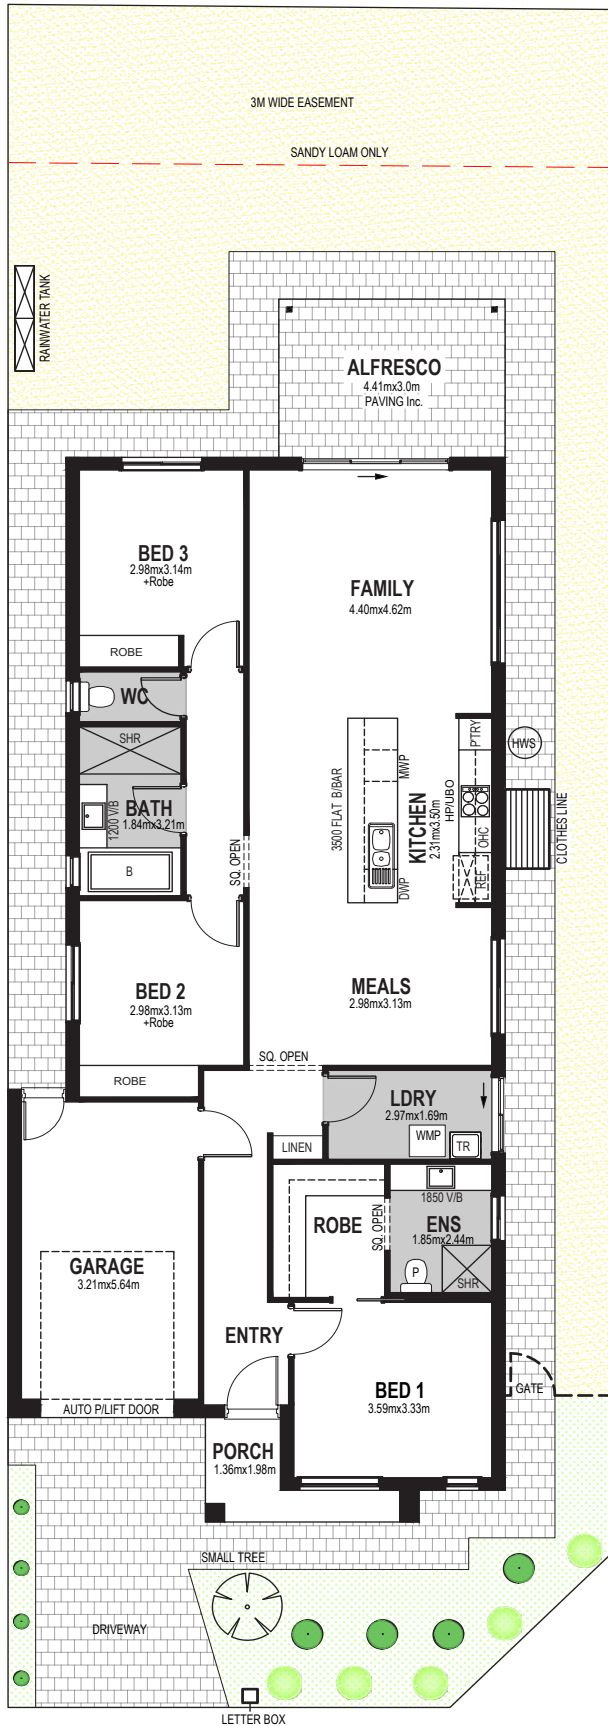 3M WIDE EASEMENT
SANDY LOAM ONLY
RAINWATER TANK
ALFRESCO
4.41mx3.0m
PAVING Inc.
BED 3
2.98mx3.14m
+Robe
FAMILY
4.40mx4.62m
ROBE
WC
SHR
BATH
1.84mx3.21m
1200 V/B
B
SQ. OPEN
3500 FLAT B/BAR
MWP
DWP
KITCHEN
2.31mx3.50m
HP/UBO
PTRY
OHC
REF
HWS
CLOTHES LINE
BED 2
2.98mx3.13m
+Robe
MEALS
2.98mx3.13m
ROBE
SQ. OPEN
LDRY
2.97mx1.69m
WMP
TR
LINEN
1850 V/B
ROBE
SQ. OPEN
ENS
1.85mx2.44m
P
SHR
GARAGE
3.21mx5.64m
ENTRY
BED 1
3.59mx3.33m
GATE
AUTO P/LIFT DOOR
PORCH
1.36mx1.98m
SMALL TREE
DRIVEWAY
LETTER BOX